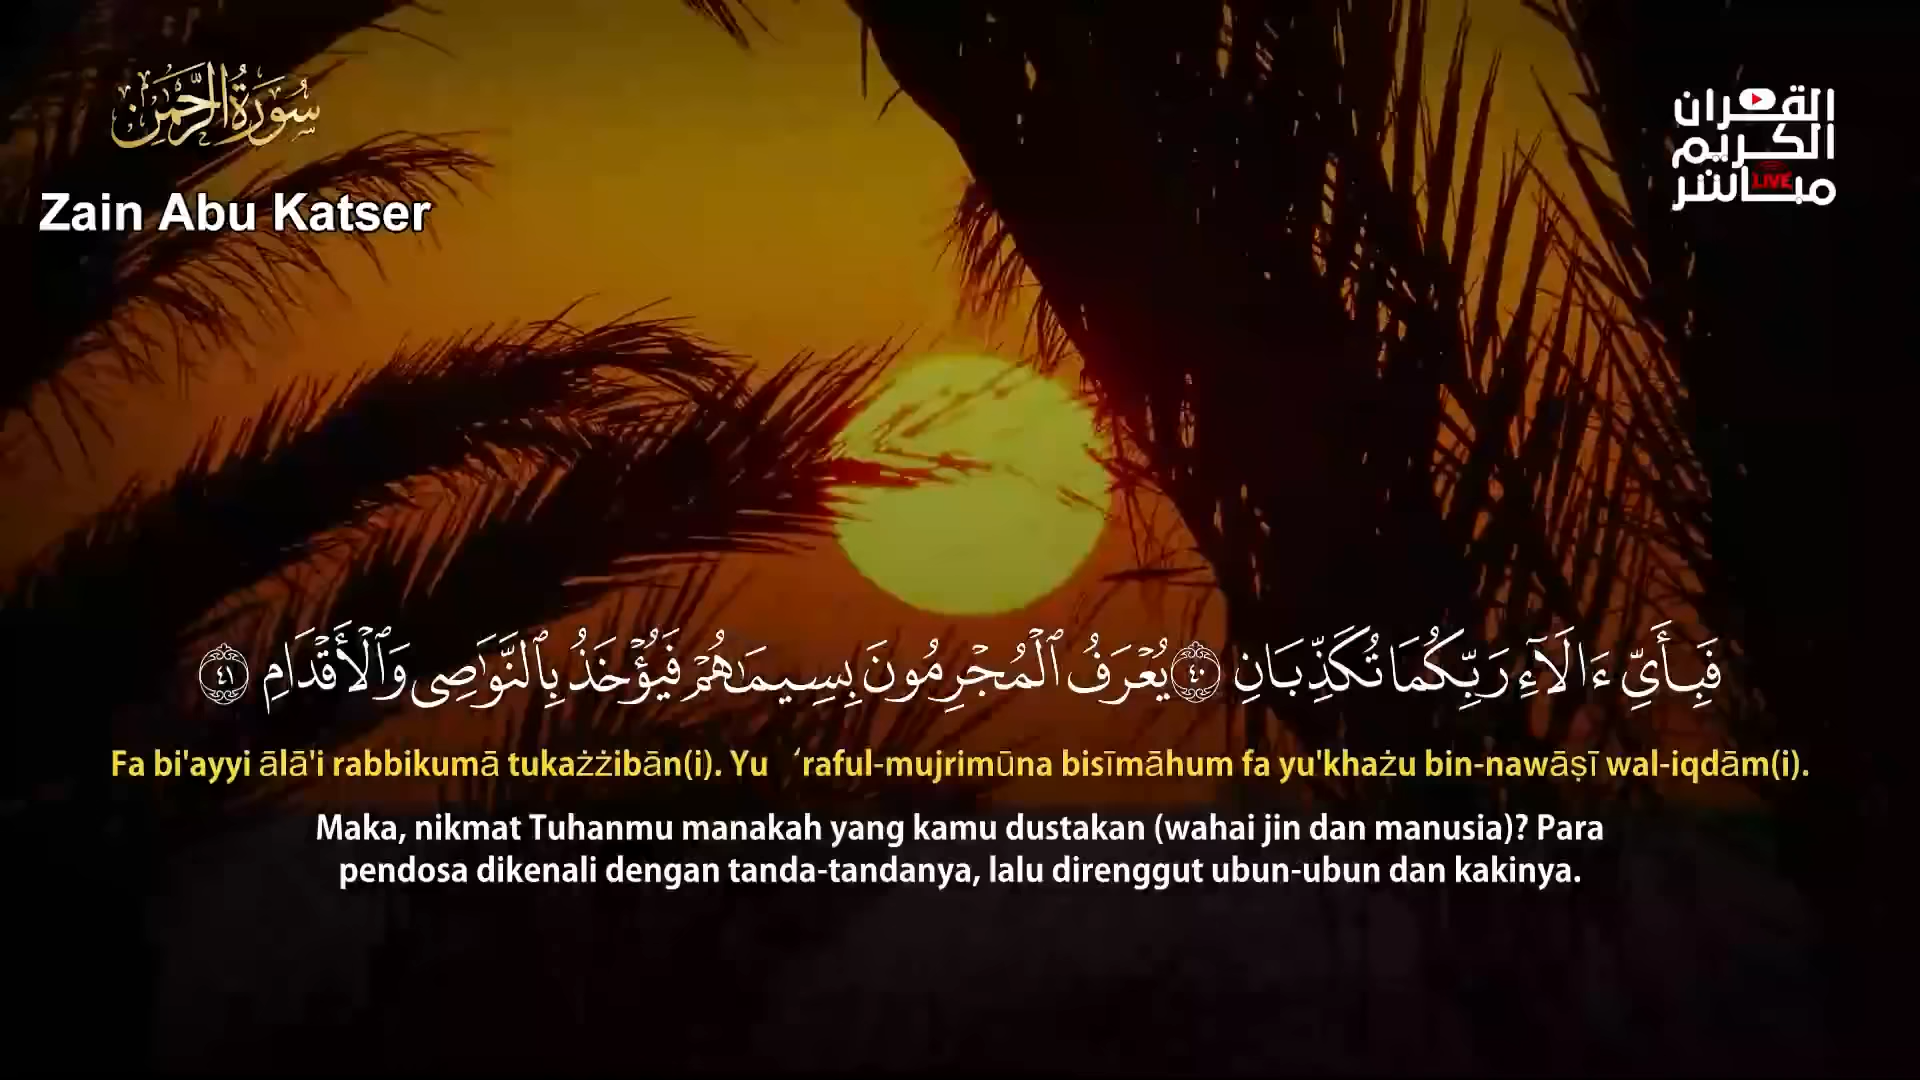 سُورَةُ الرَّحْمَٰن
Zain Abu Katser
القران
الكريم
مباشر
LIVE
فَبِأَيِّ ءَالَآءِ رَبِّكُمَا تُكَذِّبَانِ ٤٠ يُعْرَفُ ٱلْمُجْرِمُونَ بِسِيمَـٰهُمْ فَيُؤْخَذُ بِٱلنَّوَٰصِى وَٱلْأَقْدَامِ ٤١
Fa bi'ayyi ālā'i rabbikumā tukażżibān(i). Yu ‘raful-mujrimūna bisīmāhum fa yu'khażu bin-nawāṣī wal-iqdām(i).
Maka, nikmat Tuhanmu manakah yang kamu dustakan (wahai jin dan manusia)? Para
pendosa dikenali dengan tanda-tandanya, lalu direnggut ubun-ubun dan kakinya.